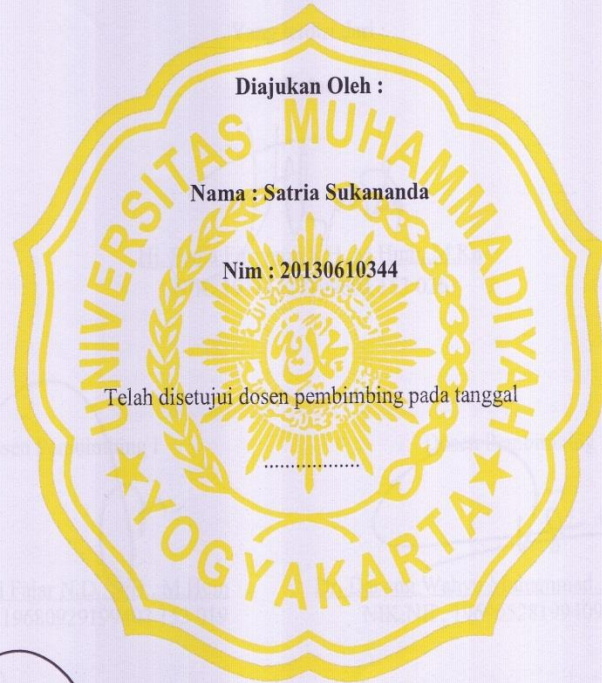 Diajukan Oleh :
UNIVERSITAS MUHAMMADIYAH
Nama : Satria Sukananda
Nim : 20130610344
Telah disetujui dosen pembimbing pada tanggal
..................
★ YOGYAKARTA ★